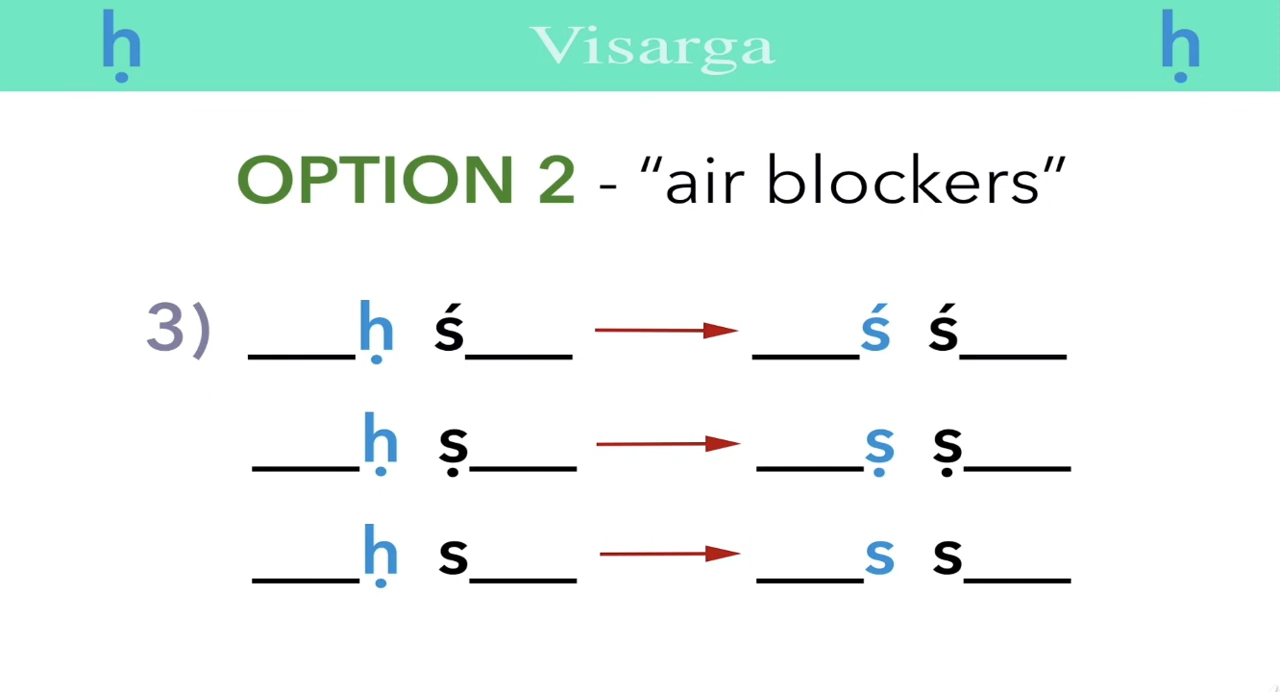 ḥ Visarga ḥ
OPTION 2 - “air blockers”
3) ____ḥ ś____ → ____ś ś____
____ḥ ṣ____ → ____ṣ ṣ____
____ḥ s____ → ____s s____